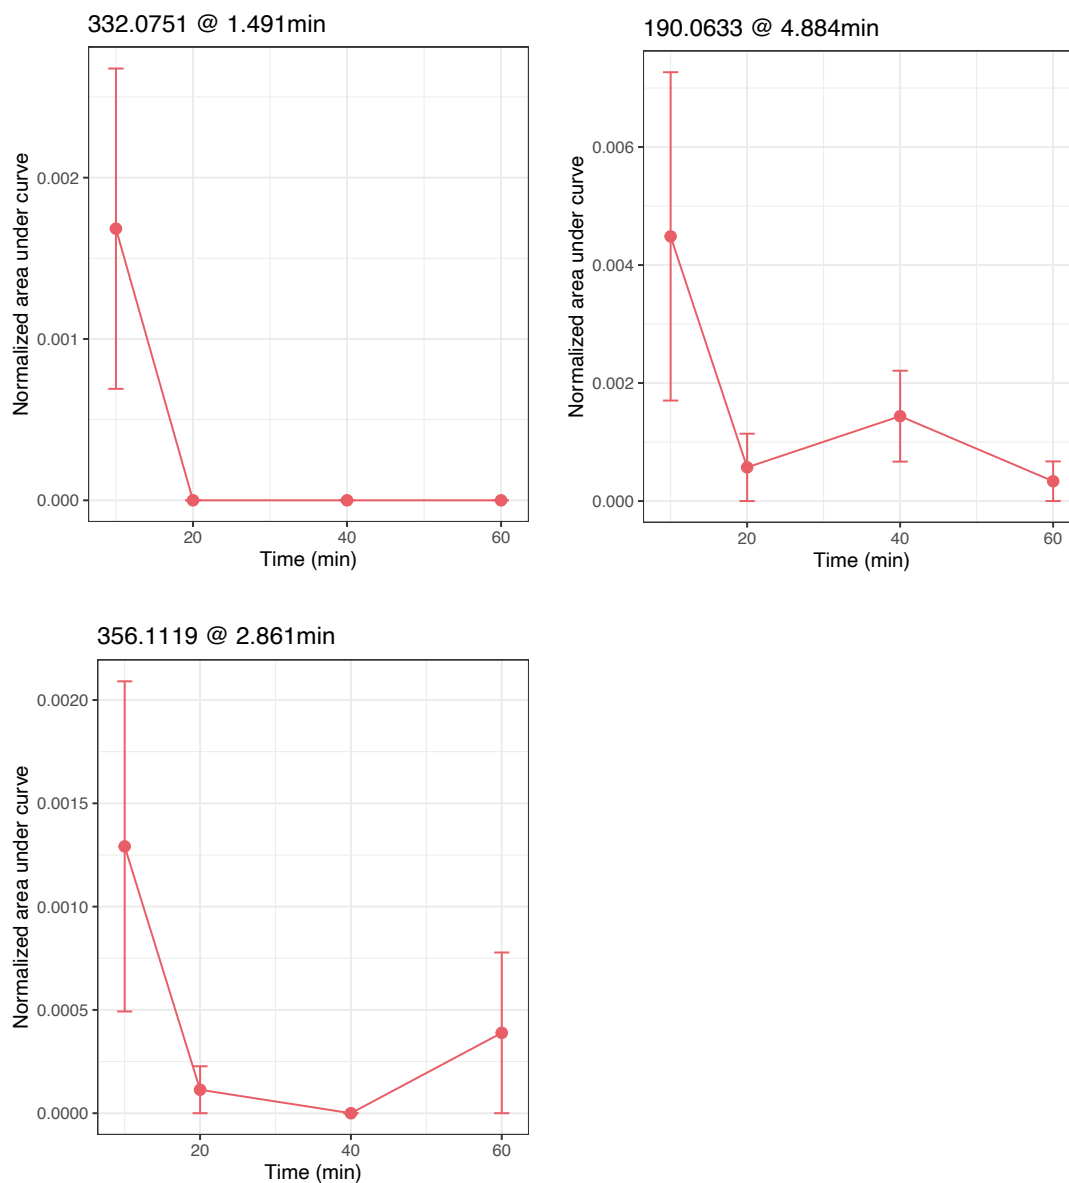 332.0751 @ 1.491min
Normalized area under curve
0.002
0.001
0.000
20 40 60
Time (min)
190.0633 @ 4.884min
Normalized area under curve
0.006
0.004
0.002
0.000
20 40 60
Time (min)
356.1119 @ 2.861min
Normalized area under curve
0.0020
0.0015
0.0010
0.0005
0.0000
20 40 60
Time (min)